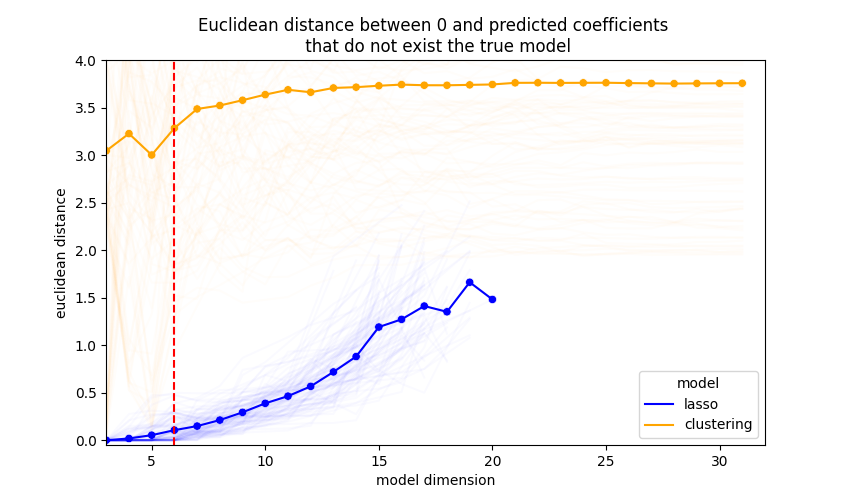 Euclidean distance between 0 and predicted coefficients
that do not exist the true model
4.0
3.5
3.0
2.5
2.0
1.5
1.0
0.5
0.0
euclidean distance
5
10
15
20
25
30
model dimension
model
lasso
clustering